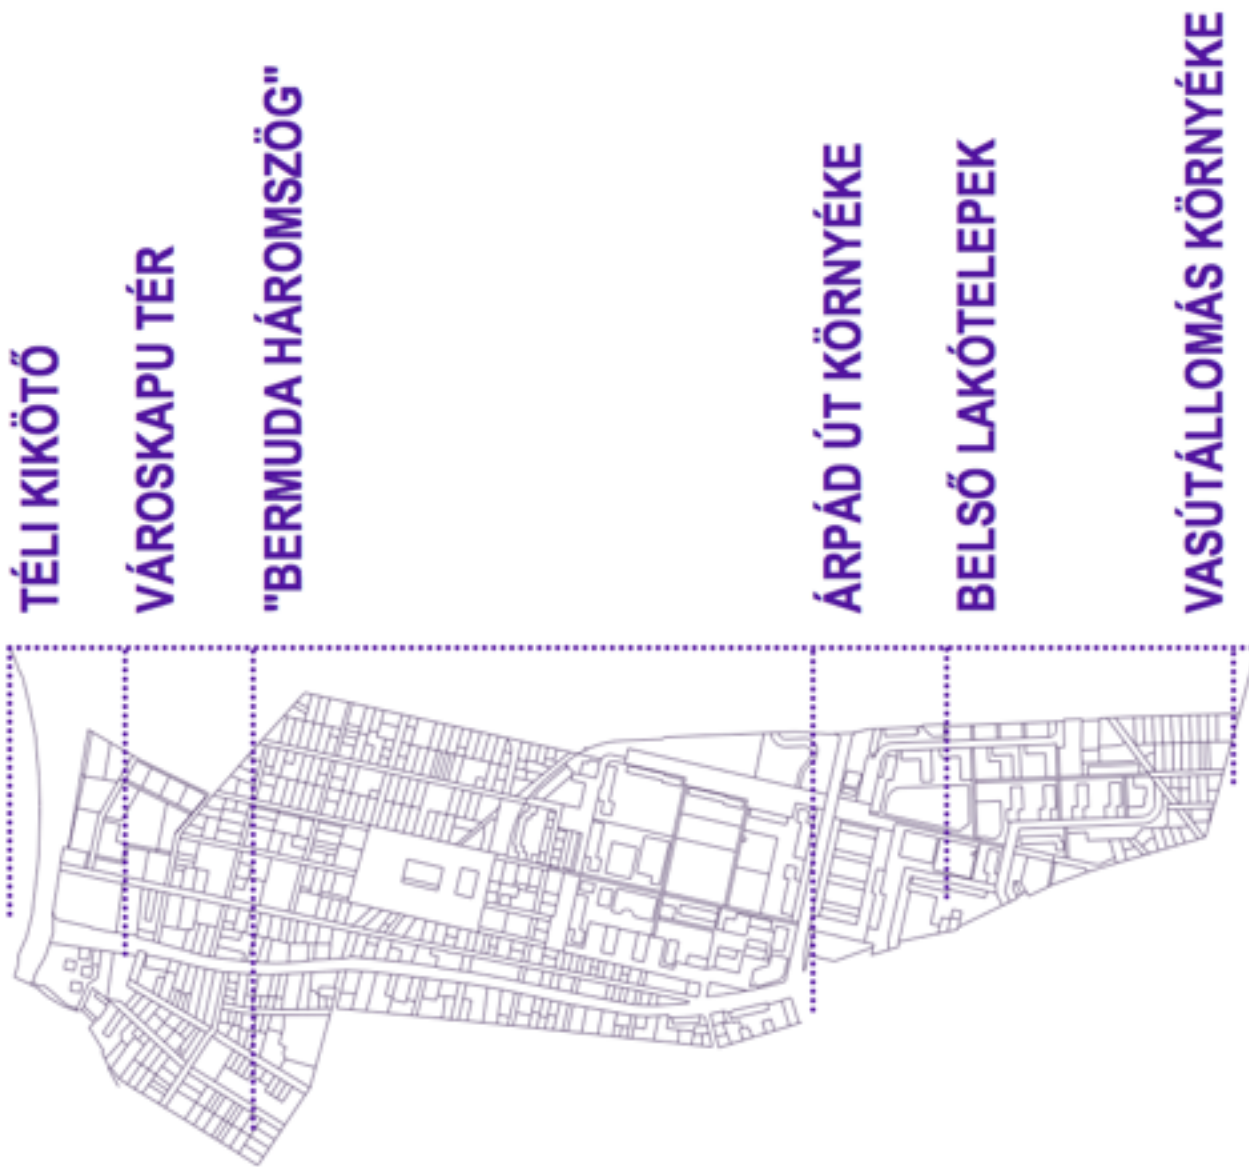 TÉLI KIKÖTŐ
VÁROSKAPU TÉR
"BERMUDA HÁROMSZÖG"
ÁRPÁD ÚT KÖRNYÉKE
BELSŐ LAKÓTELEPEK
VASÚTÁLLOMÁS KÖRNYÉKE